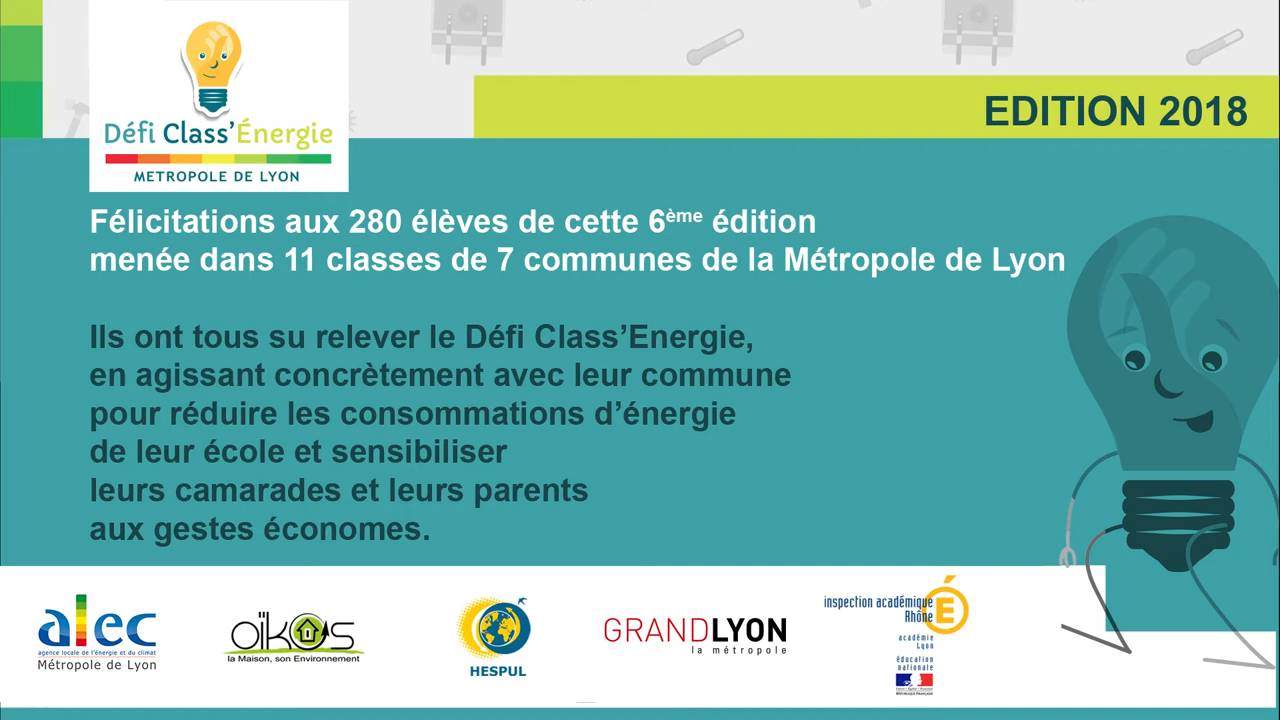 Défi Class'Énergie
METROPOLE DE LYON
EDITION 2018
Félicitations aux 280 élèves de cette 6ème édition
menée dans 11 classes de 7 communes de la Métropole de Lyon
Ils ont tous su relever le Défi Class’Energie,
en agissant concrètement avec leur commune
pour réduire les consommations d’énergie
de leur école et sensibiliser
leurs camarades et leurs parents
aux gestes économes.
alec
agence locale de l'énergie et du climat
Métropole de Lyon
OÏKOS
la Maison, son Environnement
HESPUL
GRANDLYON
la métropole
inspection académique
Rhône
É
académie
Lyon
éducation
nationale
RÉPUBLIQUE FRANÇAISE